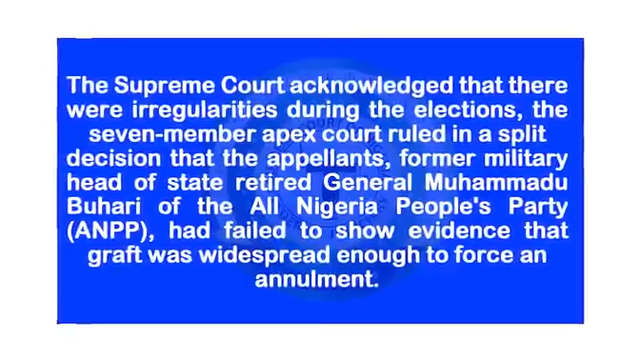 The Supreme Court acknowledged that there
were irregularities during the elections, the
seven-member apex court ruled in a split
decision that the appellants, former military
head of state retired General Muhammadu
Buhari of the All Nigeria People's Party
(ANPP), had failed to show evidence that
graft was widespread enough to force an
annulment.